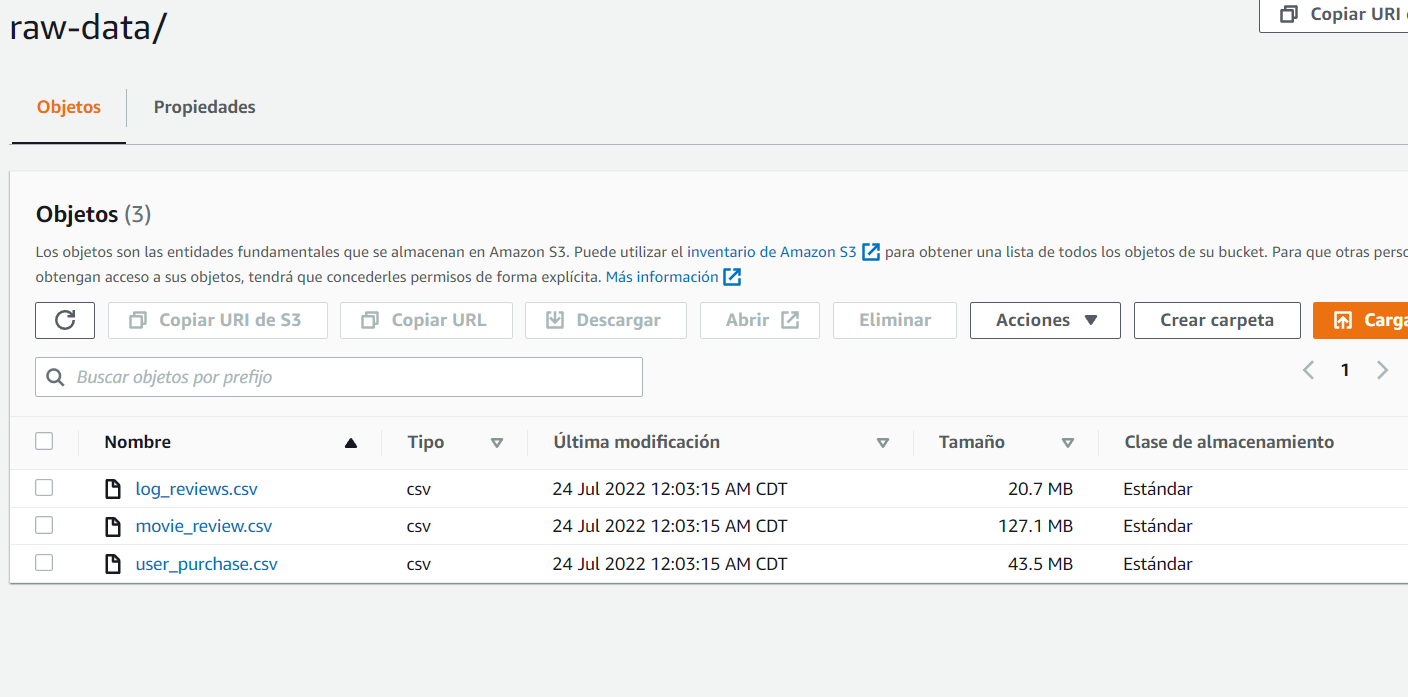 raw-data/
Copiar URI
Objetos Propiedades
Objetos (3)
Los objetos son las entidades fundamentales que se almacenan en Amazon S3. Puede utilizar el inventario de Amazon S3 para obtener una lista de todos los objetos de su bucket. Para que otras
obtengan acceso a sus objetos, tendrá que concederles permisos de forma explícita. Más información
Copiar URI de S3 Copiar URL Descargar Abrir Eliminar Acciones Crear carpeta
Buscar objetos por prefijo 1
Nombre Tipo Última modificación Tamaño Clase de almacenamiento
log_reviews.csv csv 24 Jul 2022 12:03:15 AM CDT 20.7 MB Estándar
movie_review.csv csv 24 Jul 2022 12:03:15 AM CDT 127.1 MB Estándar
user_purchase.csv csv 24 Jul 2022 12:03:15 AM CDT 43.5 MB Estándar